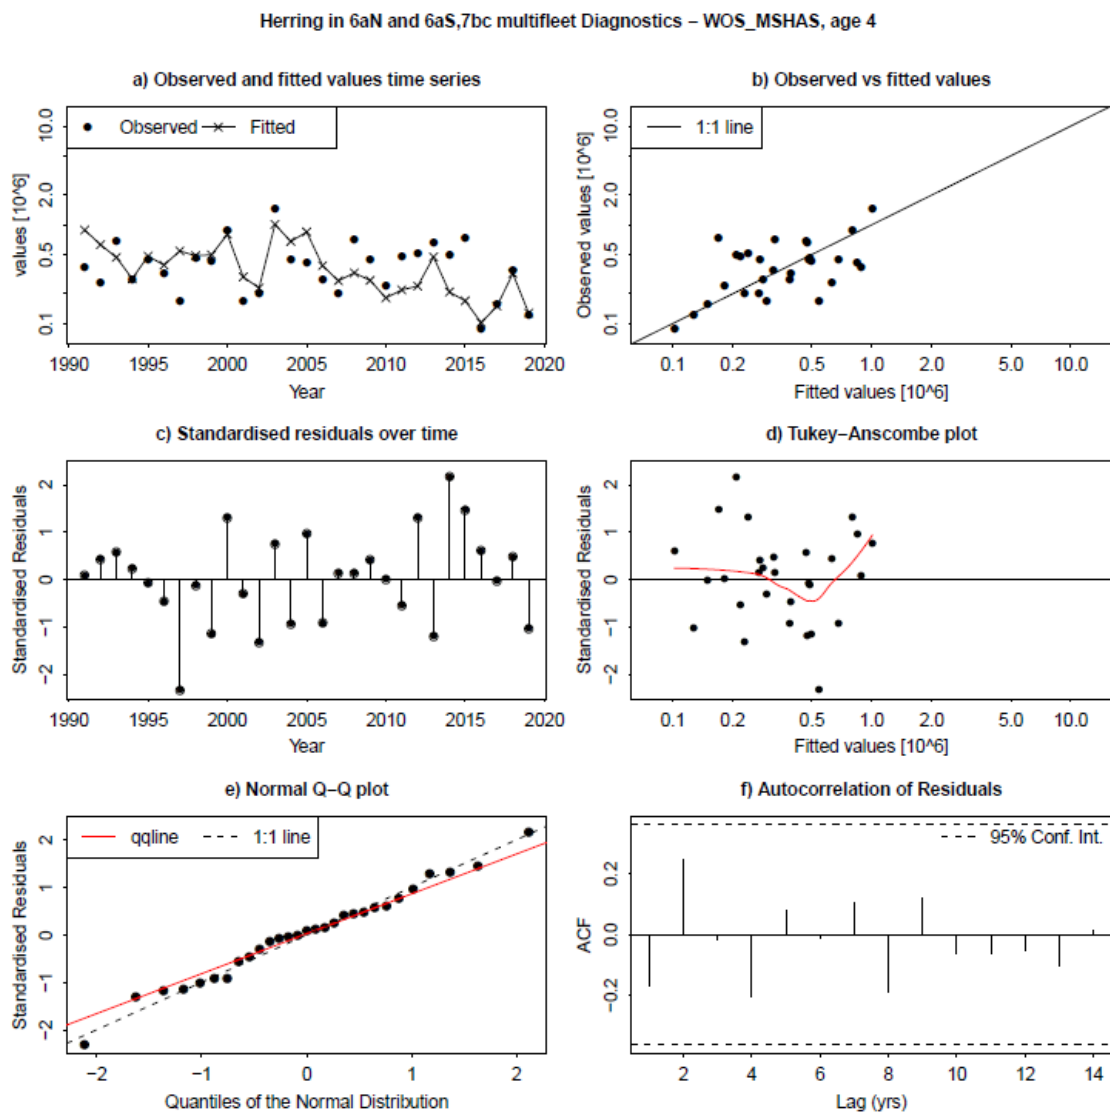 Herring in 6aN and 6aS,7bc multifleet Diagnostics – WOS_MSHAS, age 4
a) Observed and fitted values time series
values [10^6]
10.0
2.0
0.5
0.1
Observed
Fitted
1990 1995 2000 2005 2010 2015 2020
Year
b) Observed vs fitted values
Observed values [10^6]
10.0
2.0
0.5
0.1
1:1 line
0.1 0.2 0.5 1.0 2.0 5.0 10.0
Fitted values [10^6]
c) Standardised residuals over time
Standardised Residuals
2
1
0
−1
−2
1990 1995 2000 2005 2010 2015 2020
Year
d) Tukey−Anscombe plot
Standardised Residuals
2
1
0
−1
−2
0.1 0.2 0.5 1.0 2.0 5.0 10.0
Fitted values [10^6]
e) Normal Q−Q plot
Standardised Residuals
2
1
0
−1
−2
qqline
1:1 line
−2 −1 0 1 2
Quantiles of the Normal Distribution
f) Autocorrelation of Residuals
ACF
0.2
0.0
−0.2
95% Conf. Int.
2 4 6 8 10 12 14
Lag (yrs)